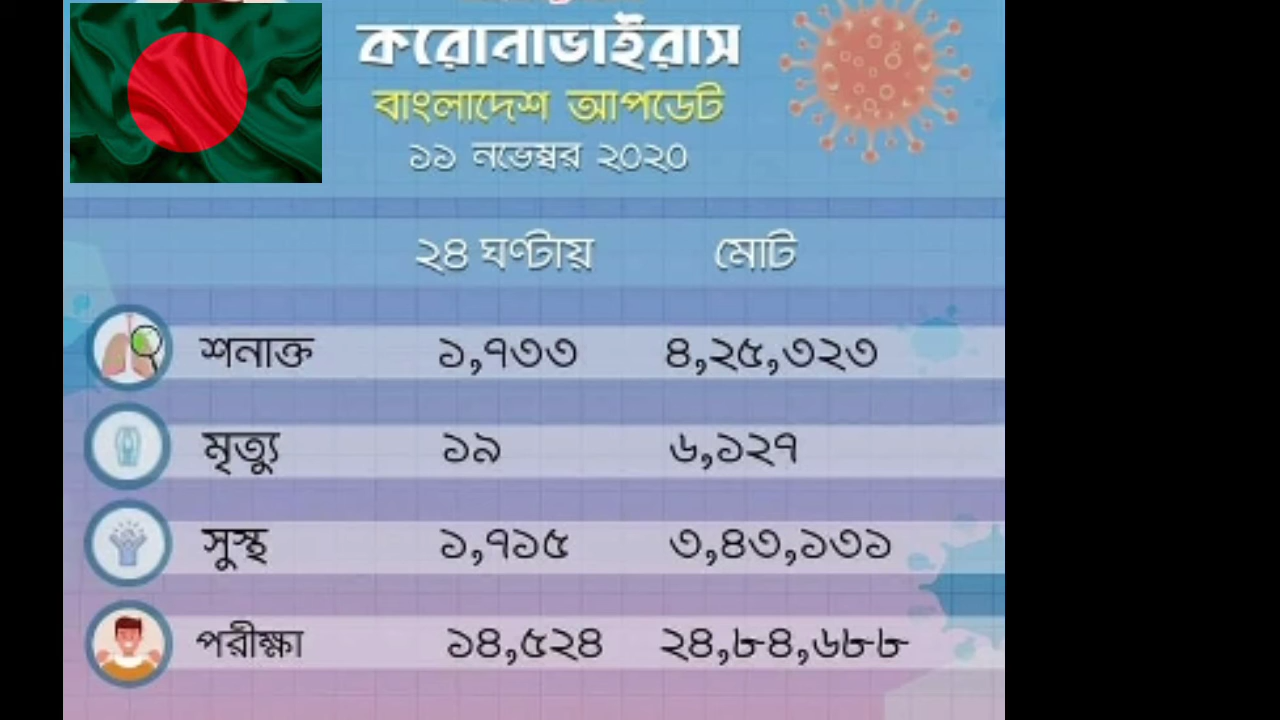 করোনাভাইরাস
বাংলাদেশ আপডেট
১১ নভেম্বর ২০২০
২৪ ঘণ্টায় মোট
শনাক্ত ১,৭৩৩ ৪,২৫,৩২৩
মৃত্যু ১৯ ৬,১২৭
সুস্থ ১,৭১৫ ৩,৪৩,১৩১
পরীক্ষা ১৪,৫২৪ ২৪,৮৪,৬৮৮